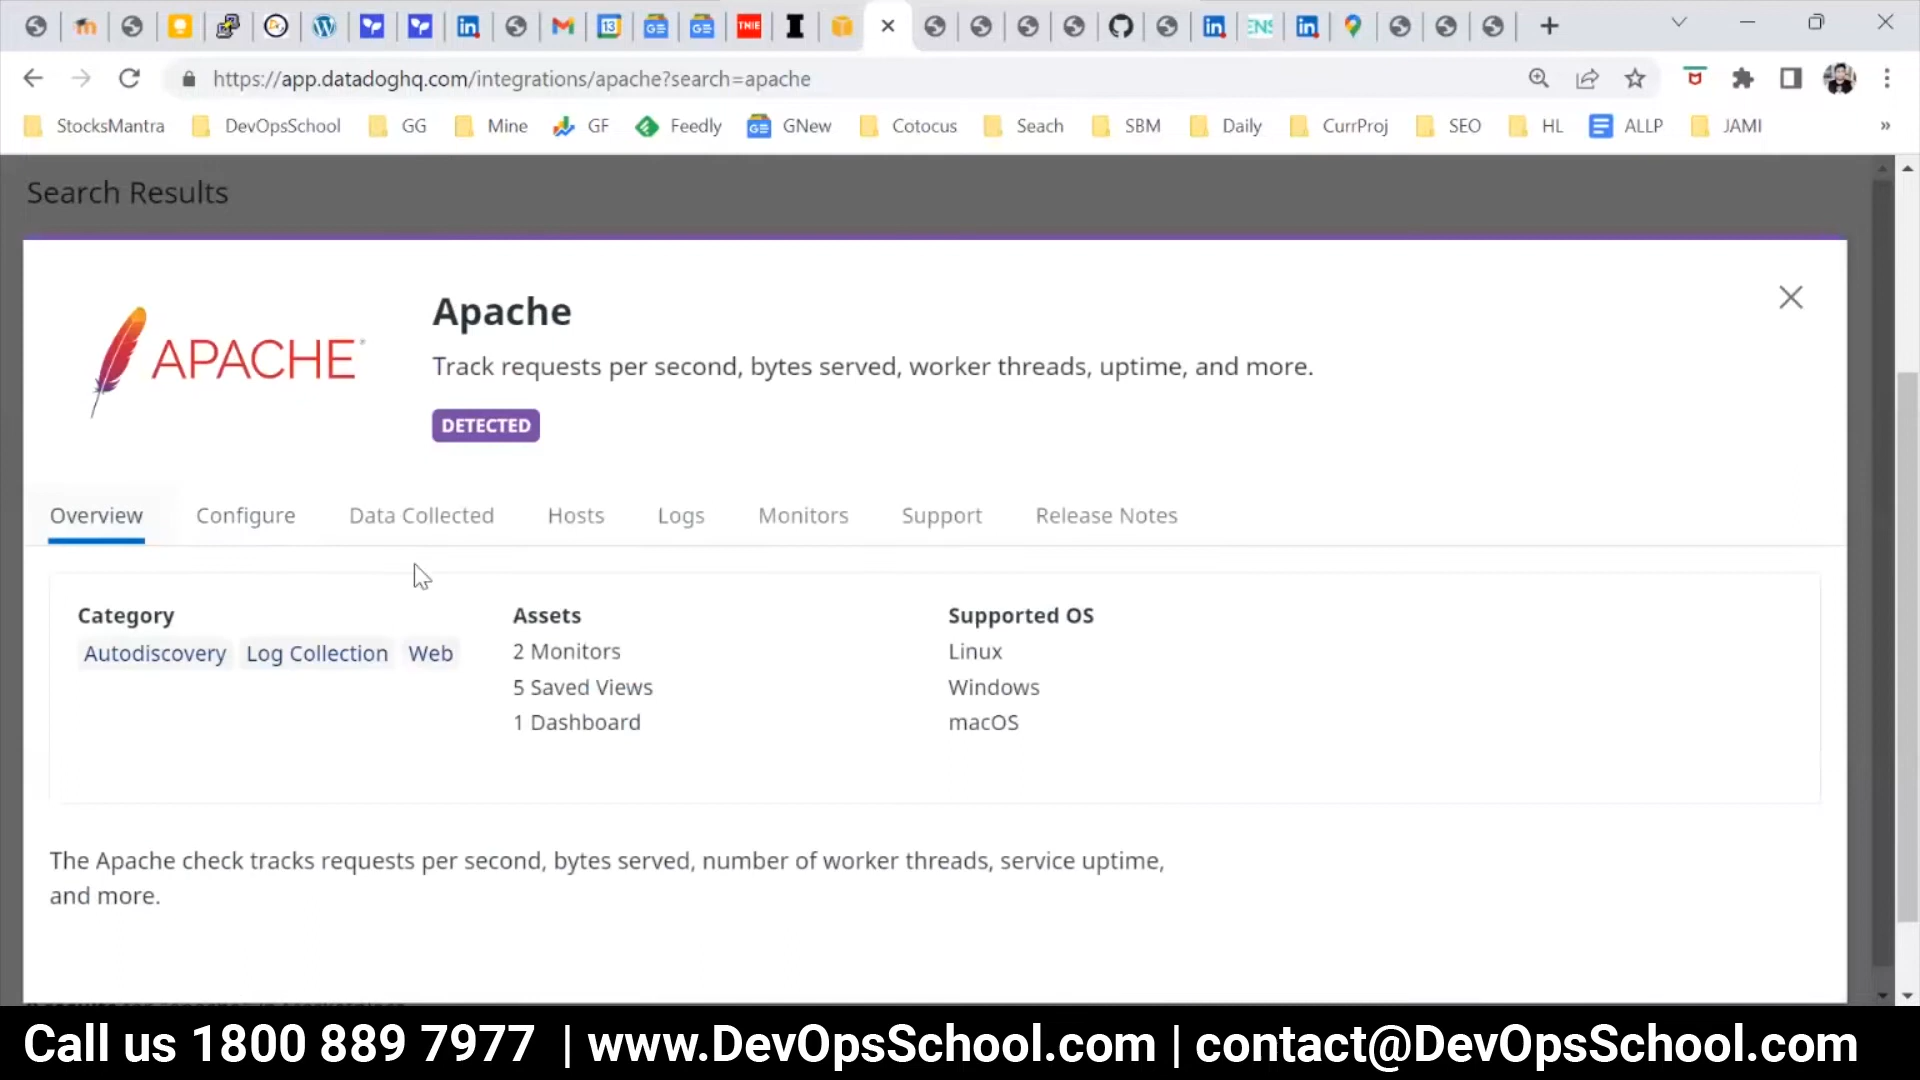 https://app.datadoghq.com/integrations/apache?search=apache
StocksMantra DevOpsSchool GG Mine GF Feedly GNew Cotocus Seach SBM Daily CurrProj SEO HL ALLP JAMI »
Search Results
APACHE
Apache
Track requests per second, bytes served, worker threads, uptime, and more.
DETECTED
Overview Configure Data Collected Hosts Logs Monitors Support Release Notes
Category Assets Supported OS
Autodiscovery Log Collection Web 2 Monitors Linux
5 Saved Views Windows
1 Dashboard macOS
The Apache check tracks requests per second, bytes served, number of worker threads, service uptime,
and more.
Call us 1800 889 7977 | www.DevOpsSchool.com | contact@DevOpsSchool.com